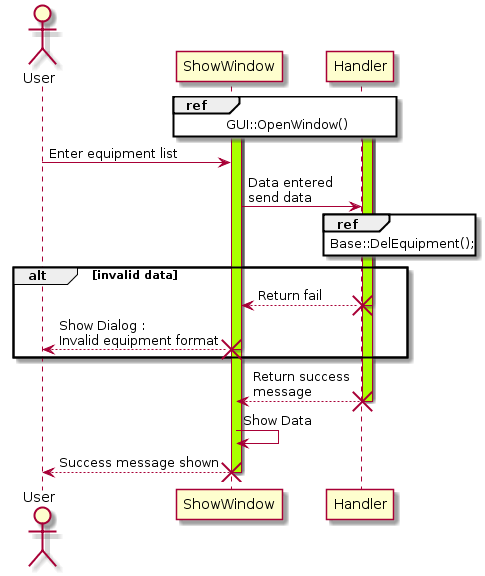 User
ShowWindow
Handler
ref
GUI::OpenWindow()
Enter equipment list
Data entered
send data
ref
Base::DelEquipment();
alt
[invalid data]
Return fail
Show Dialog :
Invalid equipment format
Return success
message
Show Data
Success message shown
User
ShowWindow
Handler